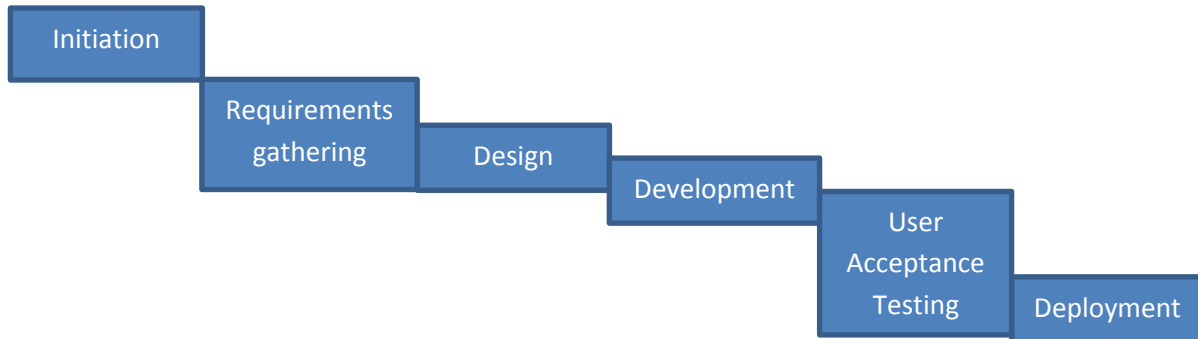 Initiation
Requirements
gathering
Design
Development
User
Acceptance
Testing
Deployment